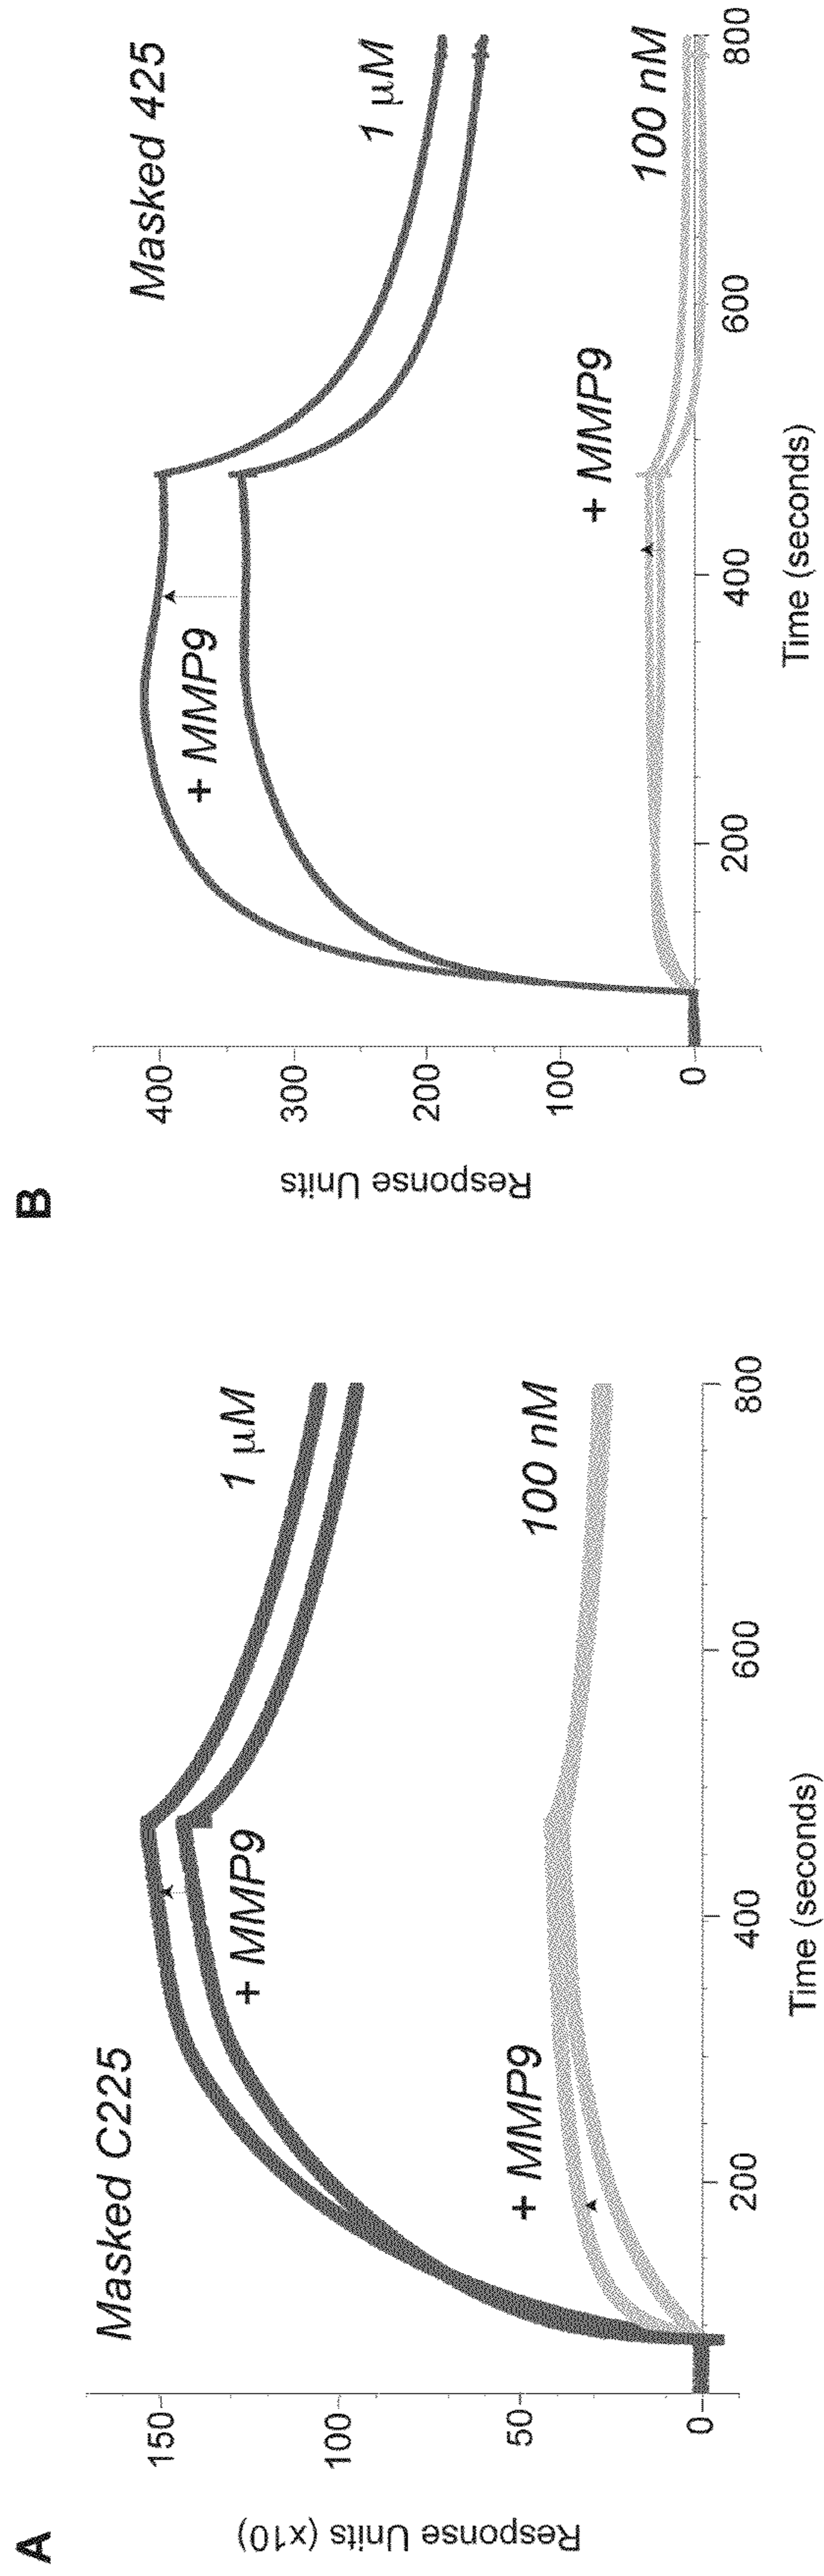 A
Masked C225
1 µM
+ MMP9
+ MMP9
100 nM
150
100
50
0
Response Units (x10)
200
400
600
800
Time (seconds)
B
Masked 425
1 µM
+ MMP9
+ MMP9
100 nM
400
300
200
100
0
Response Units
200
400
600
800
Time (seconds)